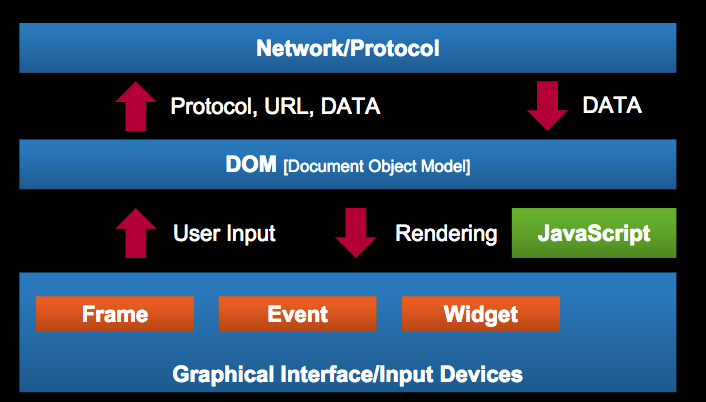 Network/Protocol
Protocol, URL, DATA
DATA
DOM [Document Object Model]
User Input
Rendering
JavaScript
Frame
Event
Widget
Graphical Interface/Input Devices